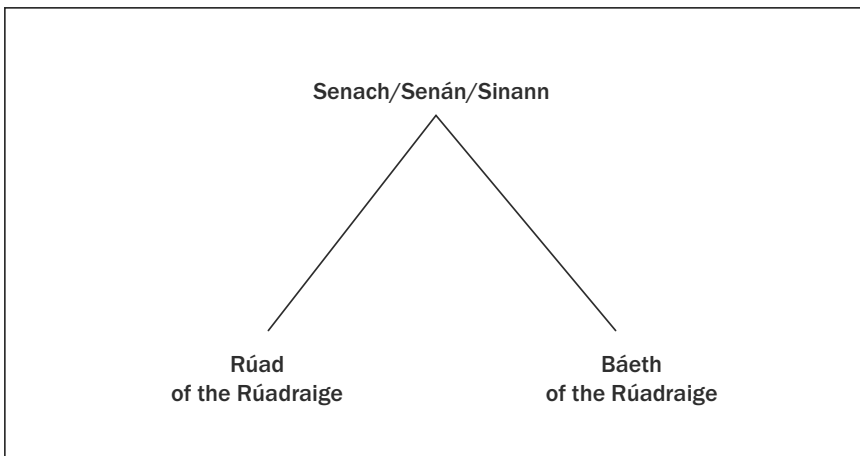 Senach/Senán/Sinann
Rúad
of the Rúadraige
Báeth
of the Rúadraige